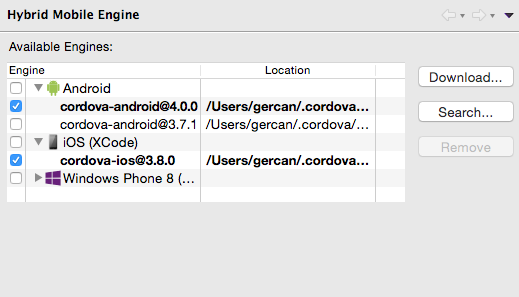 Hybrid Mobile Engine
Available Engines:
Engine Location
Android
cordova-android@4.0.0 /Users/gercan/.cordova...
cordova-android@3.7.1 /Users/gercan/.cordova/...
iOS (XCode)
cordova-ios@3.8.0 /Users/gercan/.cordova...
Windows Phone 8 (...
Download...
Search...
Remove